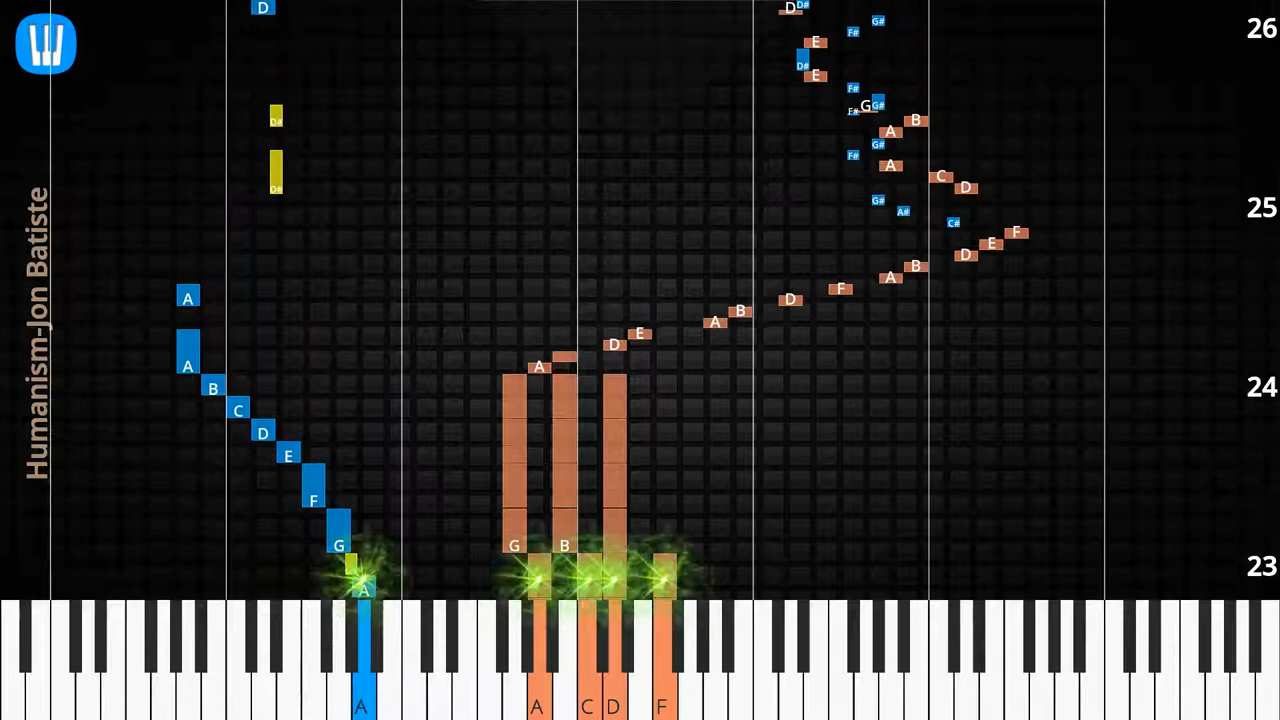 D D D# G# 26
F#
E
D#
E
F#
G#
G
F#
D# B
A
G#
F#
A
C
D# D
G#
25
A#
C#
F
E
D
B
A
F
A D
B
A
E
D
A A
B 24
C
D
E
F
G G B
23
A
A C D F
Humanism-Jon Batiste